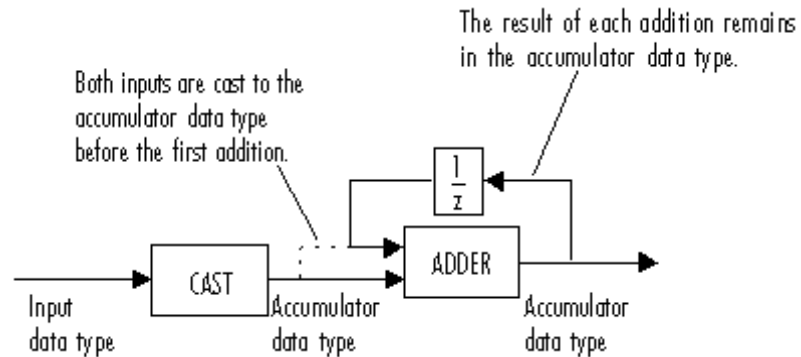 The result of each addition remains
in the accumulator data type.
Both inputs are cast to the
accumulator data type
before the first addition.
1
z
CAST
ADDER
Input
data type
Accumulator
data type
Accumulator
data type